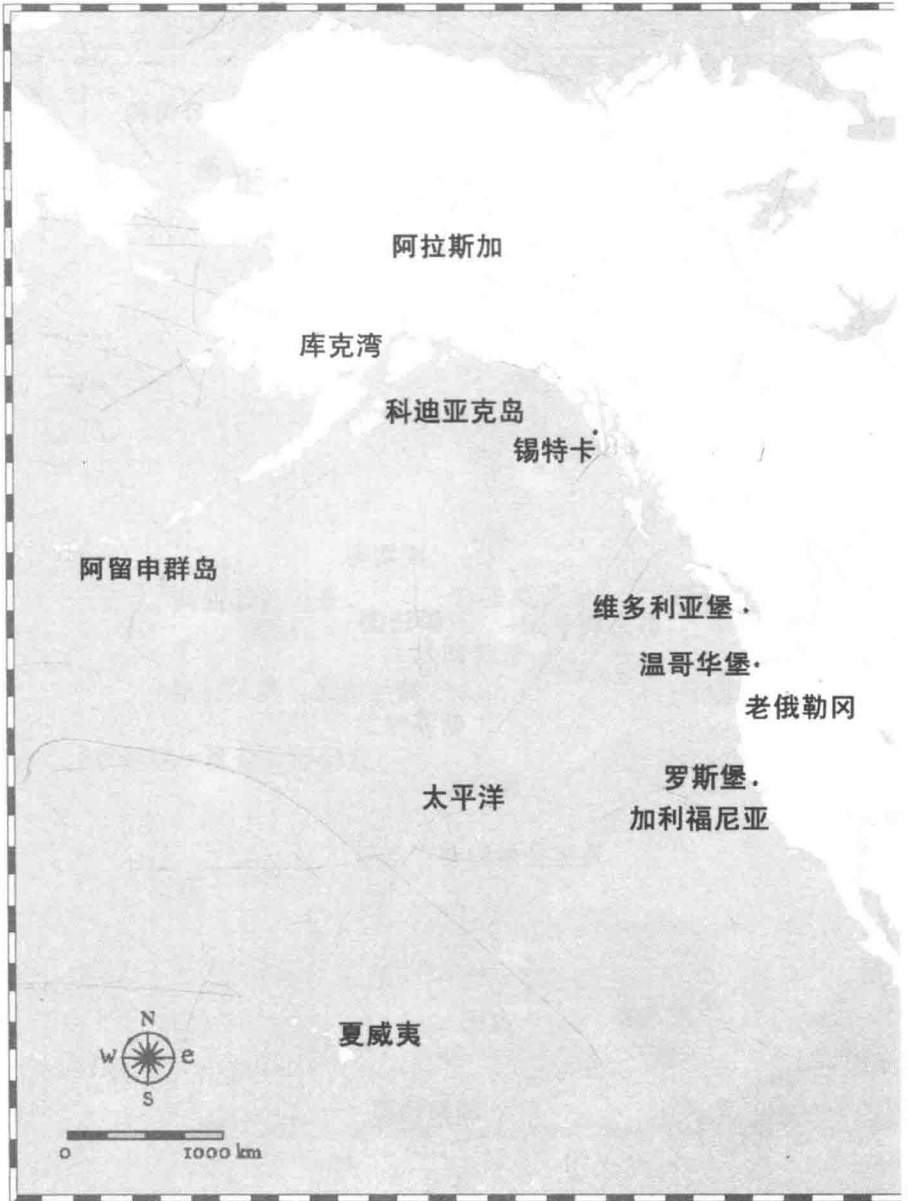 阿拉斯加
库克湾
科迪亚克岛
锡特卡
阿留申群岛
维多利亚堡
温哥华堡
老俄勒冈
罗斯堡
太平洋
加利福尼亚
夏威夷
N
W e
S
0 1000 km